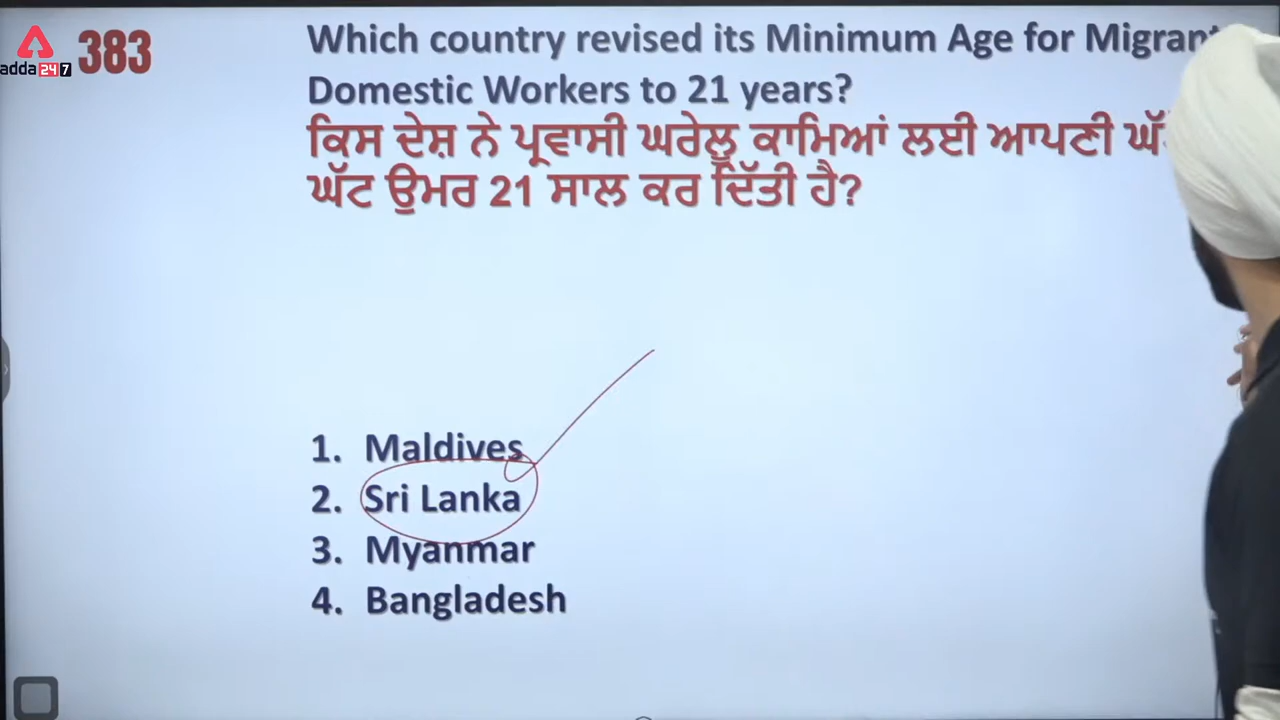 adda 24 7
383
Which country revised its Minimum Age for Migrant
Domestic Workers to 21 years?
ਕਿਸ ਦੇਸ਼ ਨੇ ਪ੍ਰਵਾਸੀ ਘਰੇਲੂ ਕਾਮਿਆਂ ਲਈ ਆਪਣੀ
ਘੱਟ ਉਮਰ 21 ਸਾਲ ਕਰ ਦਿੱਤੀ ਹੈ?
1. Maldives
2. Sri Lanka
3. Myanmar
4. Bangladesh